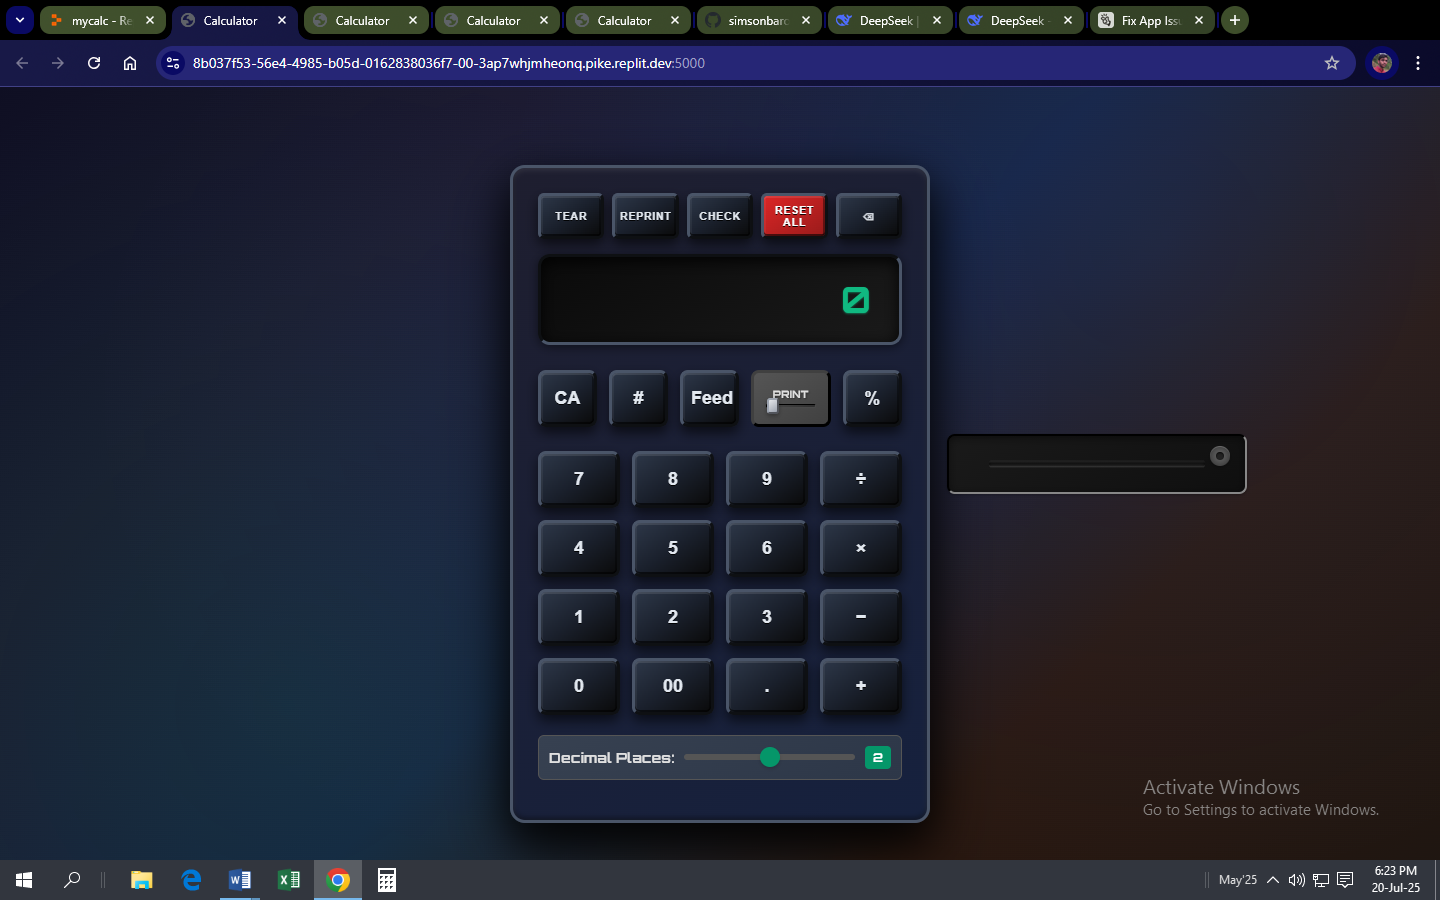 mycalc - Re
Calculator
Calculator
Calculator
Calculator
simsonbard
DeepSeek |
DeepSeek -
Fix App Iss
8b037f53-56e4-4985-b05d-0162838036f7-00-3ap7whjmheonq.pike.replit.dev:5000
TEAR
REPRINT
CHECK
RESET
ALL
0
CA
#
Feed
PRINT
%
7
8
9
÷
4
5
6
×
1
2
3
−
0
00
.
+
Decimal Places:
2
Activate Windows
Go to Settings to activate Windows.
May'25
6:23 PM
20-Jul-25